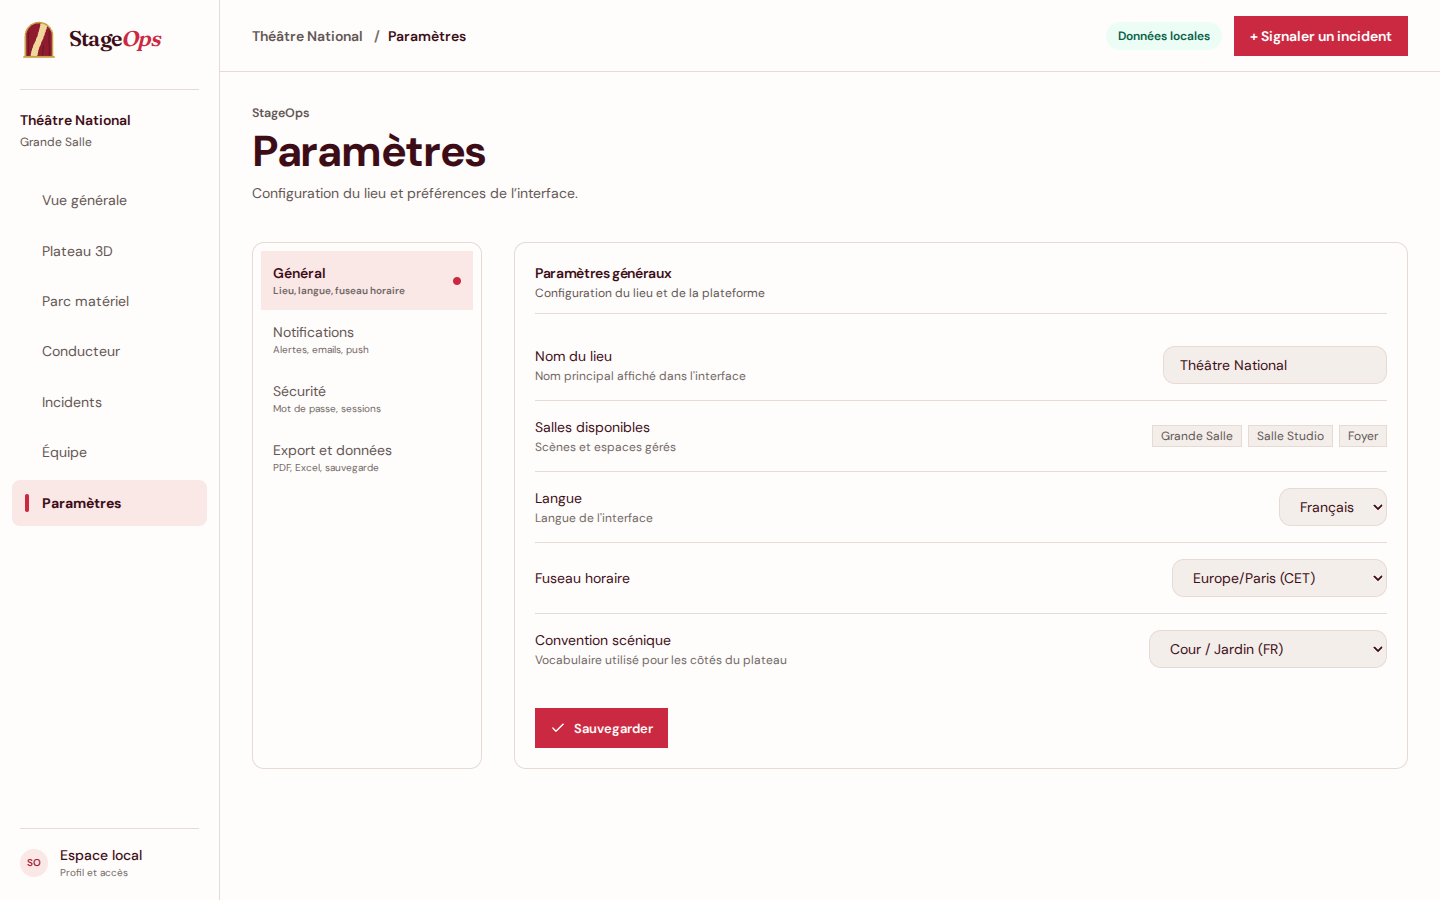 StageOps
Théâtre National
Grande Salle
Vue générale
Plateau 3D
Parc matériel
Conducteur
Incidents
Équipe
Paramètres
SO
Espace local
Profil et accès
Théâtre National / Paramètres
Données locales
+ Signaler un incident
StageOps
Paramètres
Configuration du lieu et préférences de l’interface.
Général
Lieu, langue, fuseau horaire
Notifications
Alertes, emails, push
Sécurité
Mot de passe, sessions
Export et données
PDF, Excel, sauvegarde
Paramètres généraux
Configuration du lieu et de la plateforme
Nom du lieu
Nom principal affiché dans l'interface
Théâtre National
Salles disponibles
Scènes et espaces gérés
Grande Salle
Salle Studio
Foyer
Langue
Langue de l'interface
Français
Fuseau horaire
Europe/Paris (CET)
Convention scénique
Vocabulaire utilisé pour les côtés du plateau
Cour / Jardin (FR)
Sauvegarder